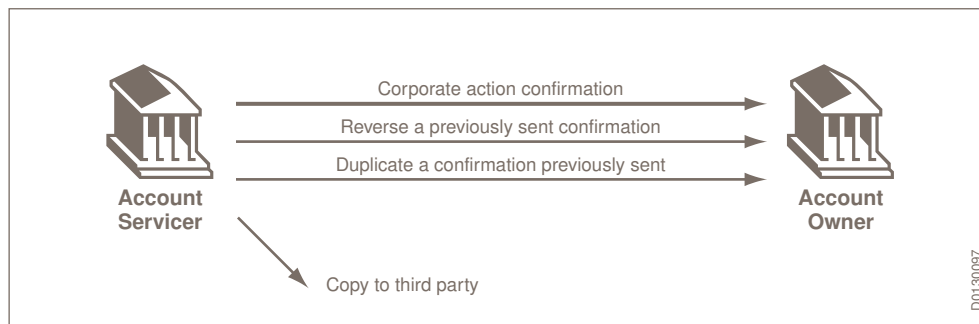 Corporate action confirmation
Reverse a previously sent confirmation
Duplicate a confirmation previously sent
Account
Servicer
Account
Owner
Copy to third party
D0130097